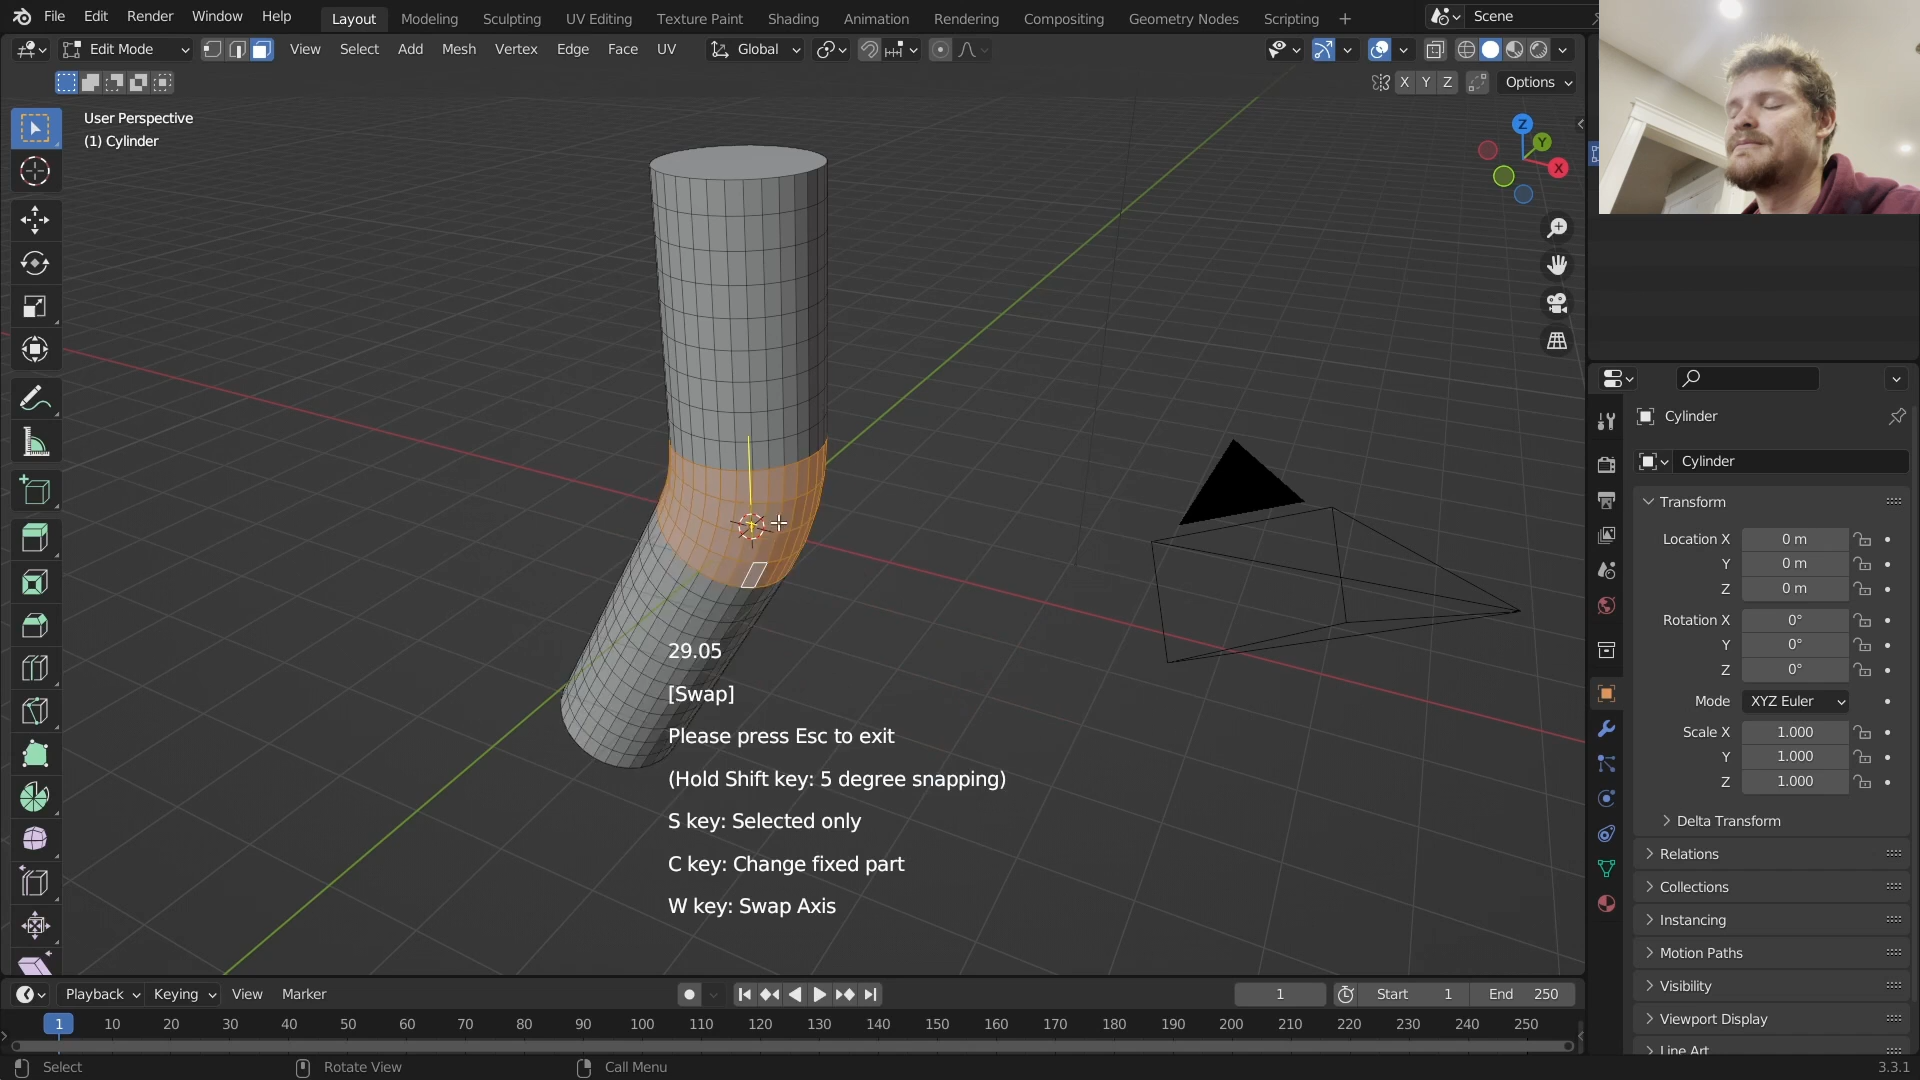 File Edit Render Window Help Layout Modeling Sculpting UV Editing Texture Paint Shading Animation Rendering Compositing Geometry Nodes Scripting + Scene
Edit Mode View Select Add Mesh Vertex Edge Face UV Global
X Y Z Options
User Perspective
(1) Cylinder
Z
Y
X
29.05
[Swap]
Please press Esc to exit
(Hold Shift key: 5 degree snapping)
S key: Selected only
C key: Change fixed part
W key: Swap Axis
Cylinder
Cylinder
Transform
Location X 0 m
Y 0 m
Z 0 m
Rotation X 0°
Y 0°
Z 0°
Mode XYZ Euler
Scale X 1.000
Y 1.000
Z 1.000
Delta Transform
Relations
Collections
Instancing
Motion Paths
Visibility
Viewport Display
Line Art
Playback Keying View Marker 1 Start 1 End 250
1 10 20 30 40 50 60 70 80 90 100 110 120 130 140 150 160 170 180 190 200 210 220 230 240 250
Select Rotate View Call Menu 3.3.1